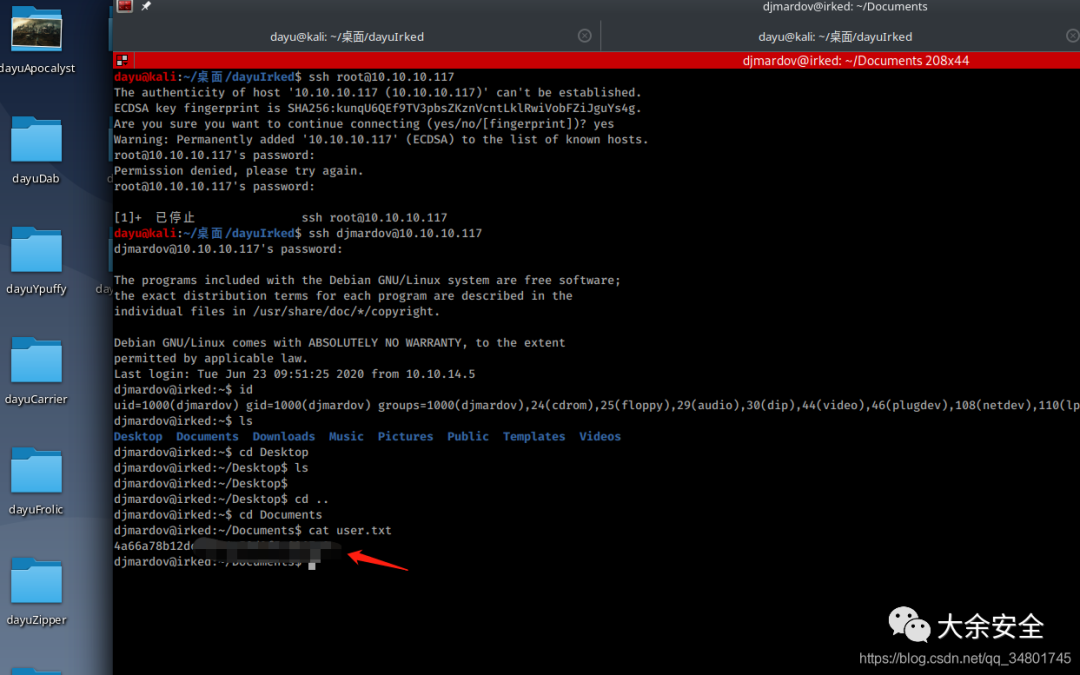 djmardov@irked: ~/Documents
dayu@kali: ~/桌面/dayuIrked
dayu@kali: ~/桌面/dayuIrked
djmardov@irked: ~/Documents 208x44
dayuApocalyst
dayuDab
dayuYpuffy
dayuCarrier
dayuFrolic
dayuZipper
dayu@kali:~/桌面/dayuIrked$ ssh root@10.10.10.117
The authenticity of host '10.10.10.117 (10.10.10.117)' can't be established.
ECDSA key fingerprint is SHA256:kunqU6QEf9TV3pbsZKznVcntLklRwiVobFZiJguYs4g.
Are you sure you want to continue connecting (yes/no/[fingerprint])? yes
Warning: Permanently added '10.10.10.117' (ECDSA) to the list of known hosts.
root@10.10.10.117's password:
Permission denied, please try again.
root@10.10.10.117's password:
[1]+ 已停止 ssh root@10.10.10.117
dayu@kali:~/桌面/dayuIrked$ ssh djmardov@10.10.10.117
djmardov@10.10.10.117's password:
The programs included with the Debian GNU/Linux system are free software;
the exact distribution terms for each program are described in the
individual files in /usr/share/doc/*/copyright.
Debian GNU/Linux comes with ABSOLUTELY NO WARRANTY, to the extent
permitted by applicable law.
Last login: Tue Jun 23 09:51:25 2020 from 10.10.14.5
djmardov@irked:~$ id
uid=1000(djmardov) gid=1000(djmardov) groups=1000(djmardov),24(cdrom),25(floppy),29(audio),30(dip),44(video),46(plugdev),108(netdev),110(lp
djmardov@irked:~$ ls
Desktop Documents Downloads Music Pictures Public Templates Videos
djmardov@irked:~$ cd Desktop
djmardov@irked:~/Desktop$ ls
djmardov@irked:~/Desktop$
djmardov@irked:~/Desktop$ cd ..
djmardov@irked:~$ cd Documents
djmardov@irked:~/Documents$ cat user.txt
4a66a78b12d
djmardov@irked:~/Documents$
大余安全
https://blog.csdn.net/qq_34801745